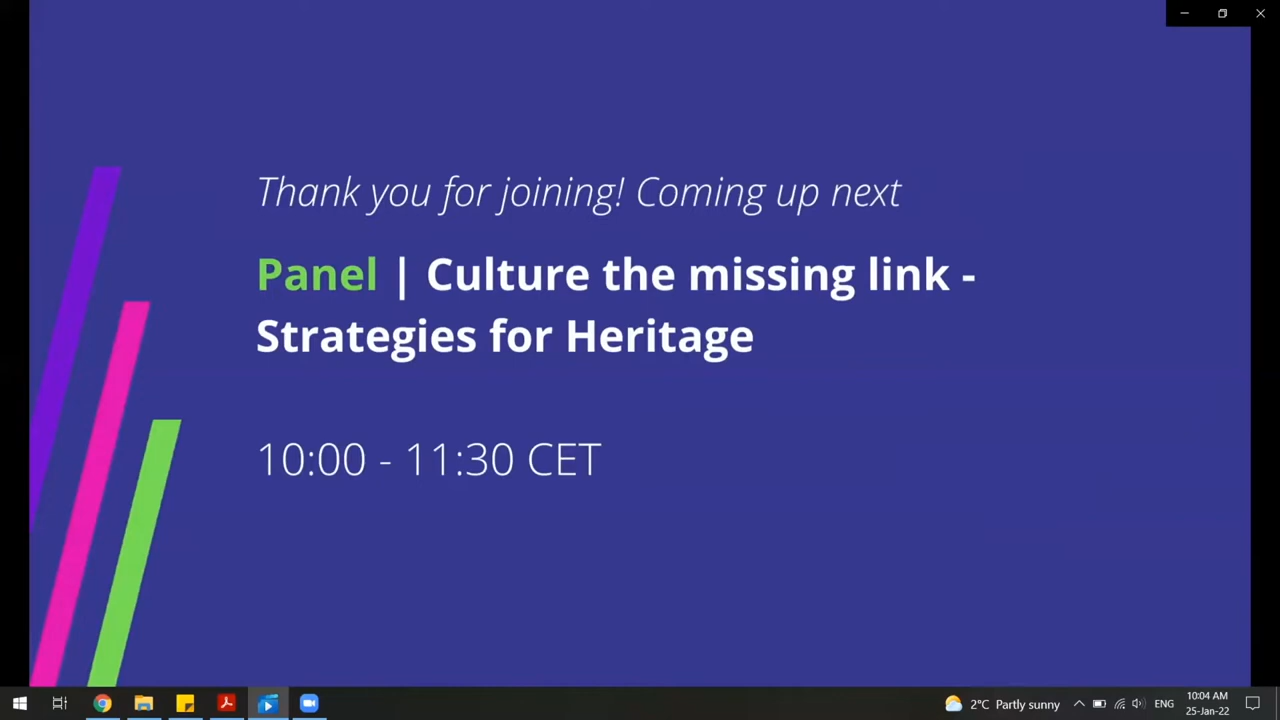 Thank you for joining! Coming up next
Panel | Culture the missing link -
Strategies for Heritage
10:00 - 11:30 CET
2°C Partly sunny
ENG
10:04 AM
25-Jan-22